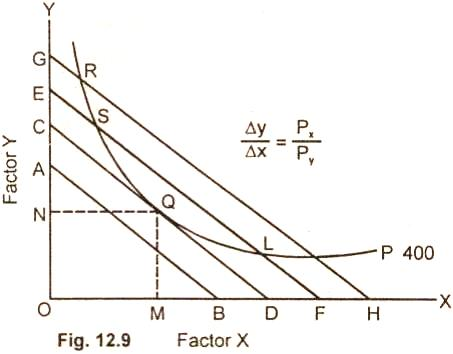 Y
G
R
E
S
C
Δy/Δx = Px/Py
A
Factor Y
N
Q
L
P 400
O
M
B
D
F
H
X
Fig. 12.9
Factor X